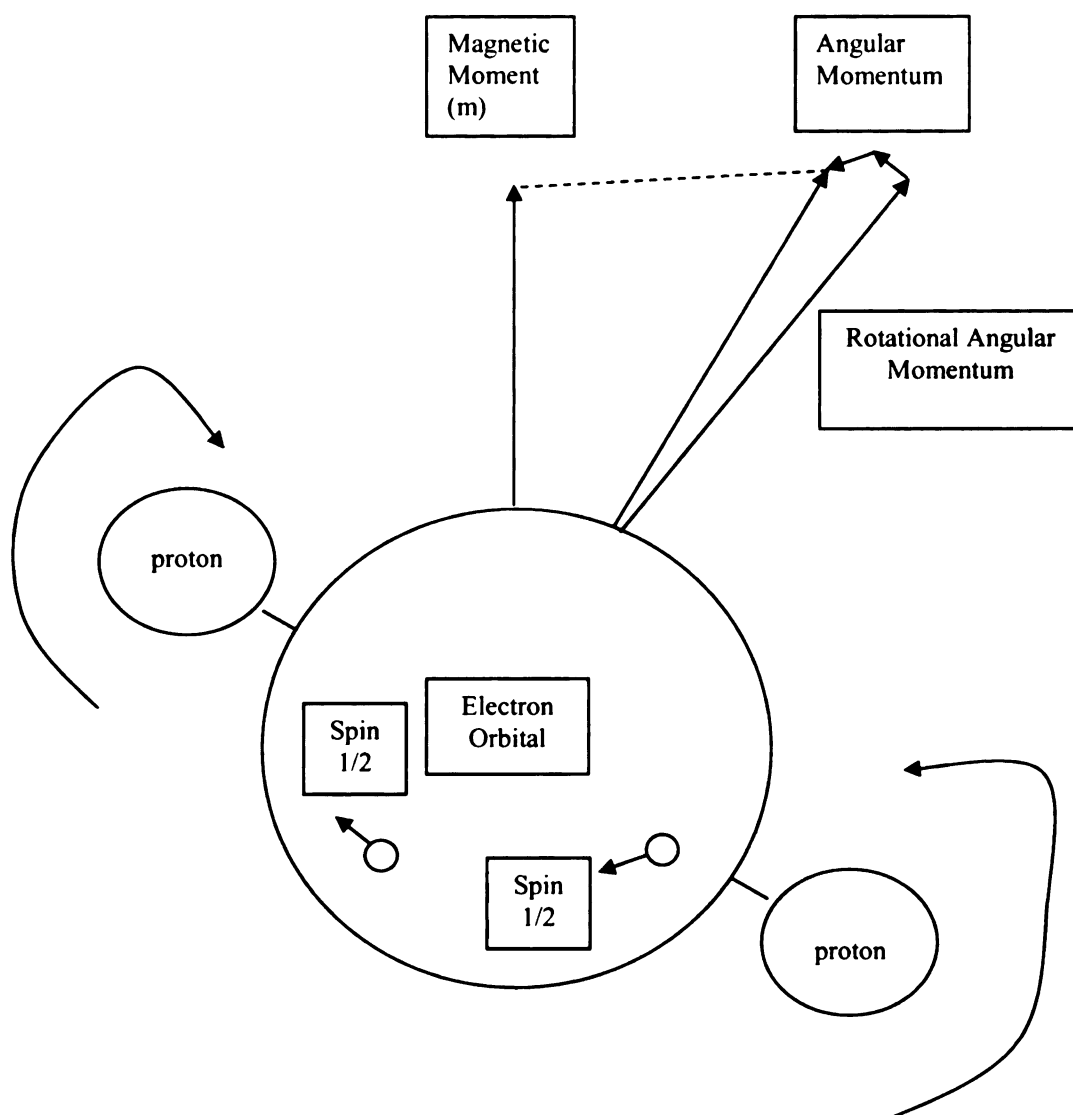 Magnetic
Moment
(m)
Angular
Momentum
Rotational Angular
Momentum
proton
Electron
Orbital
Spin
1/2
Spin
1/2
proton